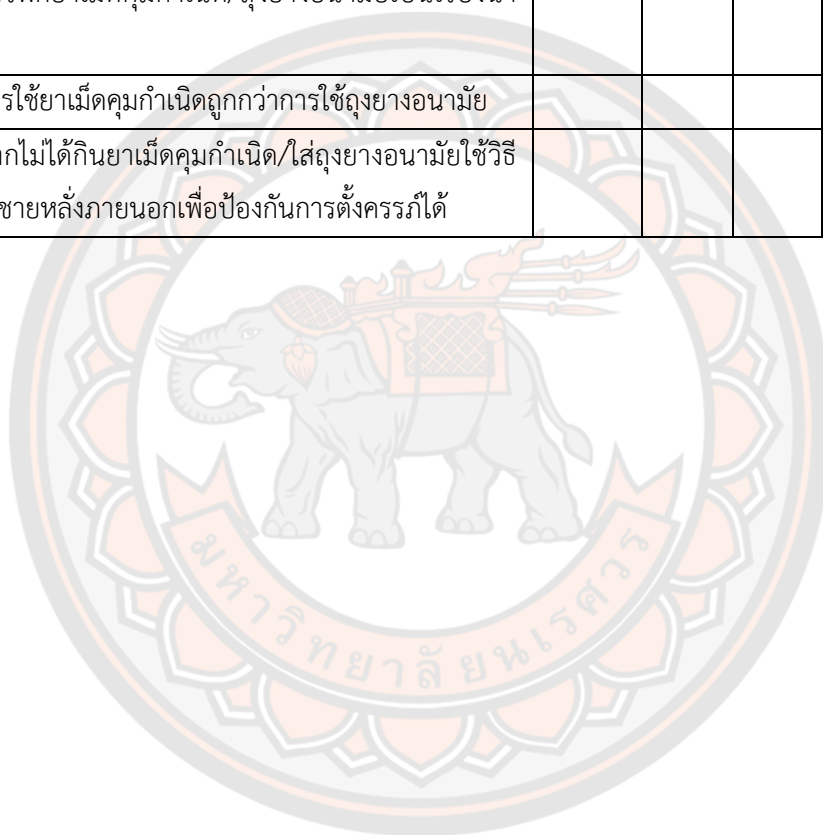 รใช้ยาเม็ดคุมกำเนิดถูกกว่าการใช้ถุงยางอนามัย
กไม่ได้กินยาเม็ดคุมกำเนิด/ใส่ถุงยางอนามัยใช้วิธี
ชายหลั่งภายนอกเพื่อป้องกันการตั้งครรภ์ได้
มหาวิทยาลัยนเรศวร